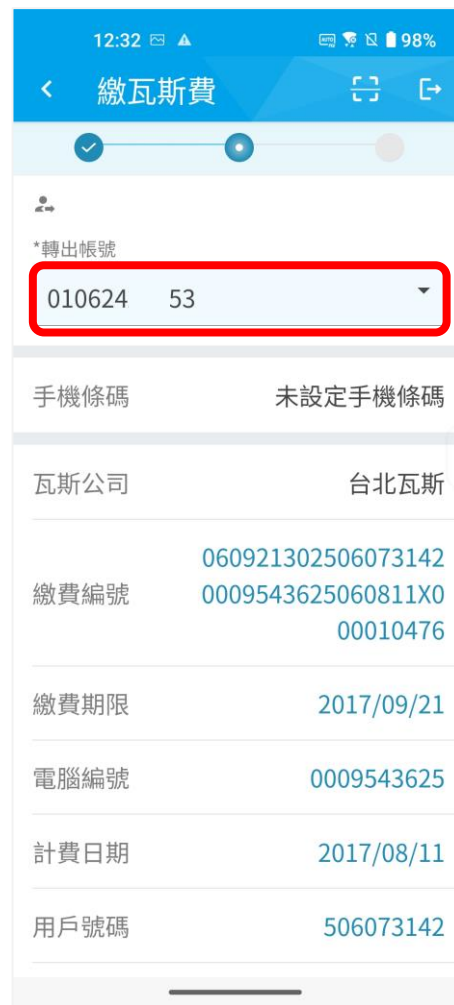 12:32 98%
繳瓦斯費
*轉出帳號
010624 53
手機條碼 未設定手機條碼
瓦斯公司 台北瓦斯
060921302506073142
繳費編號 0009543625060811X0
00010476
繳費期限 2017/09/21
電腦編號 0009543625
計費日期 2017/08/11
用戶號碼 506073142